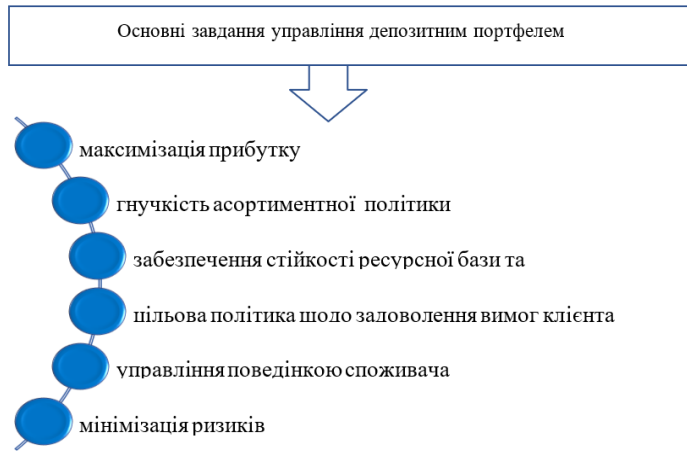 Основні завдання управління депозитним портфелем
максимізація прибутку
гнучкість асортиментної політики
забезпечення стійкості ресурсної бази та
цільова політика щодо задоволення вимог клієнта
управління поведінкою споживача
мінімізація ризиків